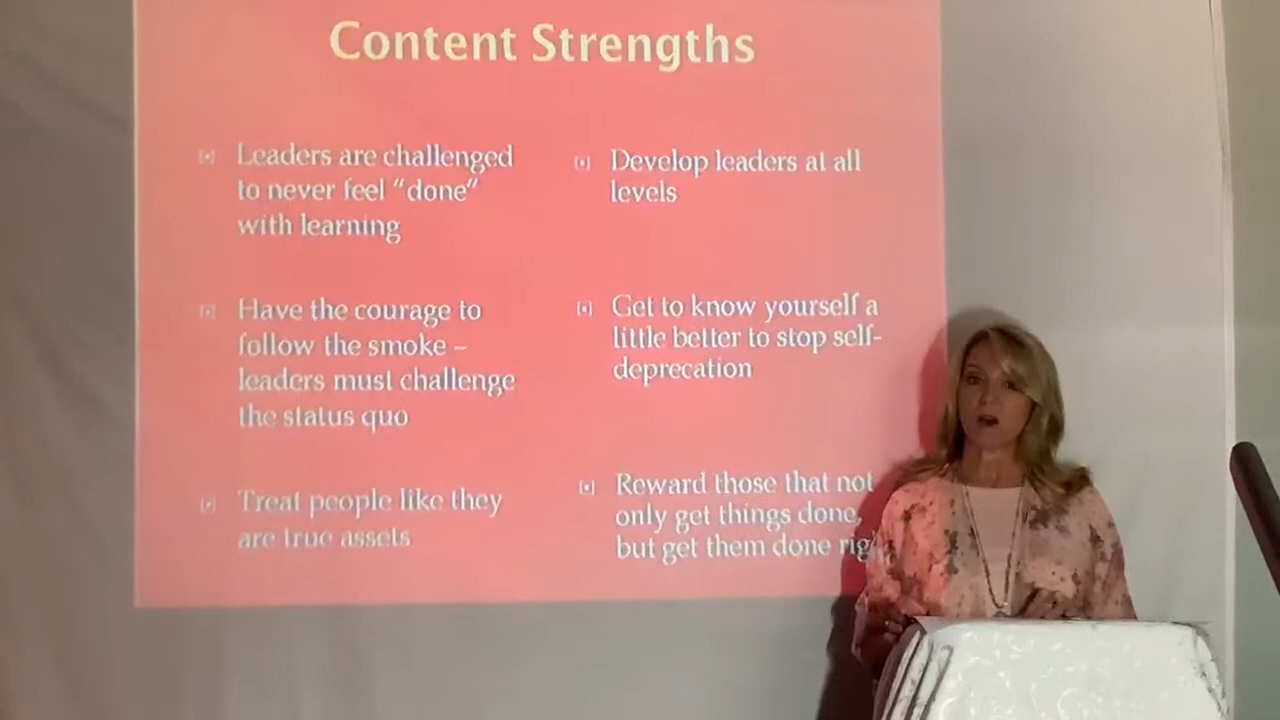 Content Strengths
Leaders are challenged
to never feel “done”
with learning
Have the courage to
follow the smoke –
leaders must challenge
the status quo
Treat people like they
are true assets
Develop leaders at all
levels
Get to know yourself a
little better to stop self-
deprecation
Reward those that not
only get things done,
but get them done